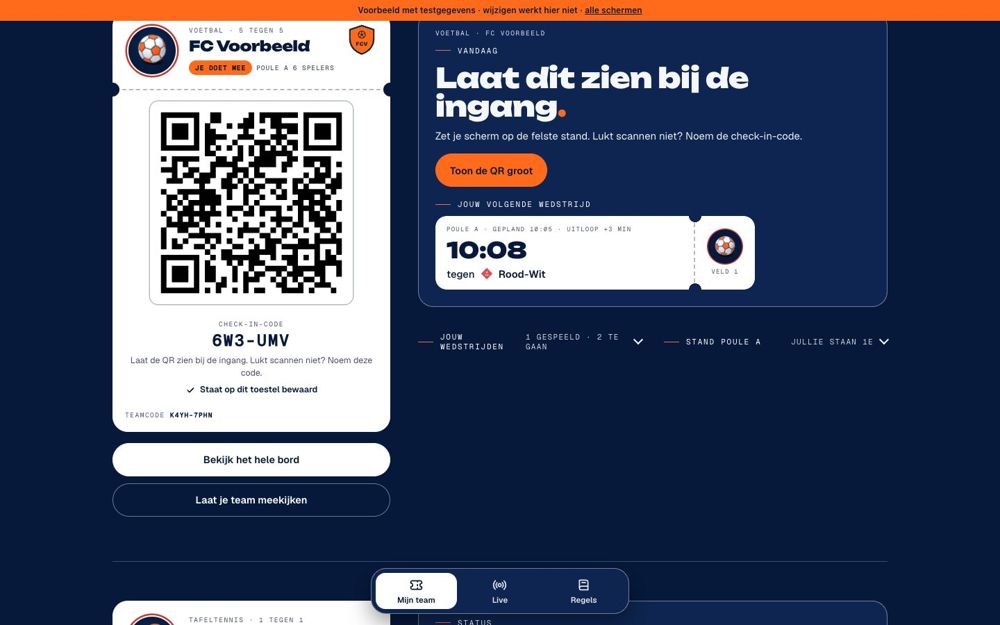 Voorbeeld met testgegevens · wijzigen werkt hier niet · alle schermen
VOETBAL · 5 TEGEN 5
FC Voorbeeld
FCV
JE DOET MEE POULE A 6 SPELERS
CHECK-IN-CODE
6W3-UMV
Laat de QR zien bij de ingang. Lukt scannen niet? Noem deze
code.
Staat op dit toestel bewaard
TEAMCODE K4YH-7PHN
Bekijk het hele bord
Laat je team meekijken
VOETBAL · FC VOORBEELD
VANDAAG
Laat dit zien bij de
ingang.
Zet je scherm op de felste stand. Lukt scannen niet? Noem de check-in-code.
Toon de QR groot
JOUW VOLGENDE WEDSTRIJD
POULE A · GEPLAND 10:05 · UITLOOP +3 MIN
10:08
tegen Rood-Wit
VELD 1
JOUW
WEDSTRIJDEN
1 GESPEELD · 2 TE
GAAN
STAND POULE A
JULLIE STAAN 1E
Mijn team
Live
Regels
TAFELTENNIS · 1 TEGEN 1
STATUS